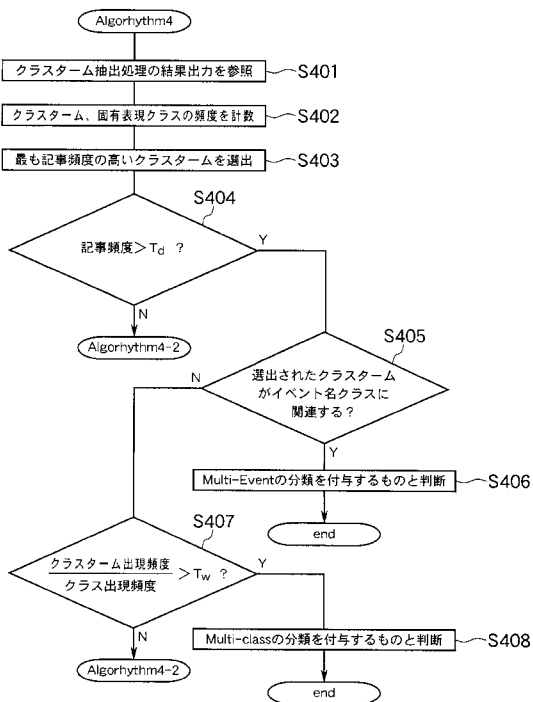 Algorhythm4
クラスターム抽出処理の結果出力を参照
S401
クラスターム、固有表現クラスの頻度を計数
S402
最も記事頻度の高いクラスタームを選出
S403
S404
記事頻度＞Td ？
Y
N
Algorhythm4-2
S405
選出されたクラスターム
がイベント名クラスに
関連する？
N
Y
Multi-Eventの分類を付与するものと判断
S406
end
S407
クラスターム出現頻度
クラス出現頻度
＞Tw ？
Y
N
Multi-classの分類を付与するものと判断
S408
Algorhythm4-2
end